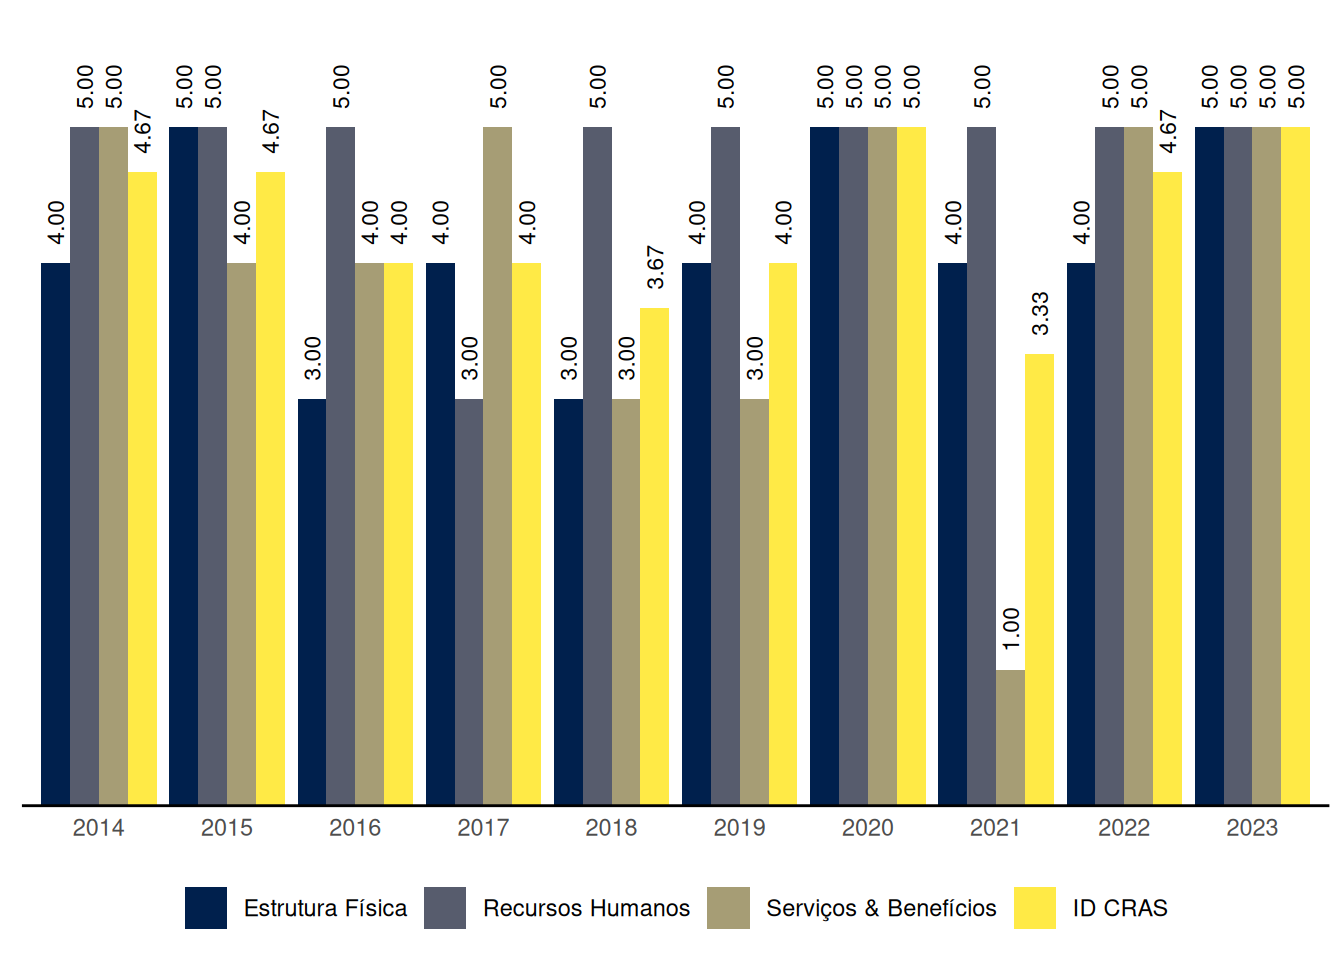 4.00 5.00 5.00 4.67
5.00 5.00 4.00 4.67
3.00 5.00 4.00 4.00
4.00 3.00 5.00 4.00
3.00 5.00 3.00 3.67
4.00 5.00 3.00 4.00
5.00 5.00 5.00 5.00
4.00 5.00 1.00 3.33
4.00 5.00 5.00 4.67
5.00 5.00 5.00 5.00
2014 2015 2016 2017 2018 2019 2020 2021 2022 2023
Estrutura Física Recursos Humanos Serviços & Benefícios ID CRAS